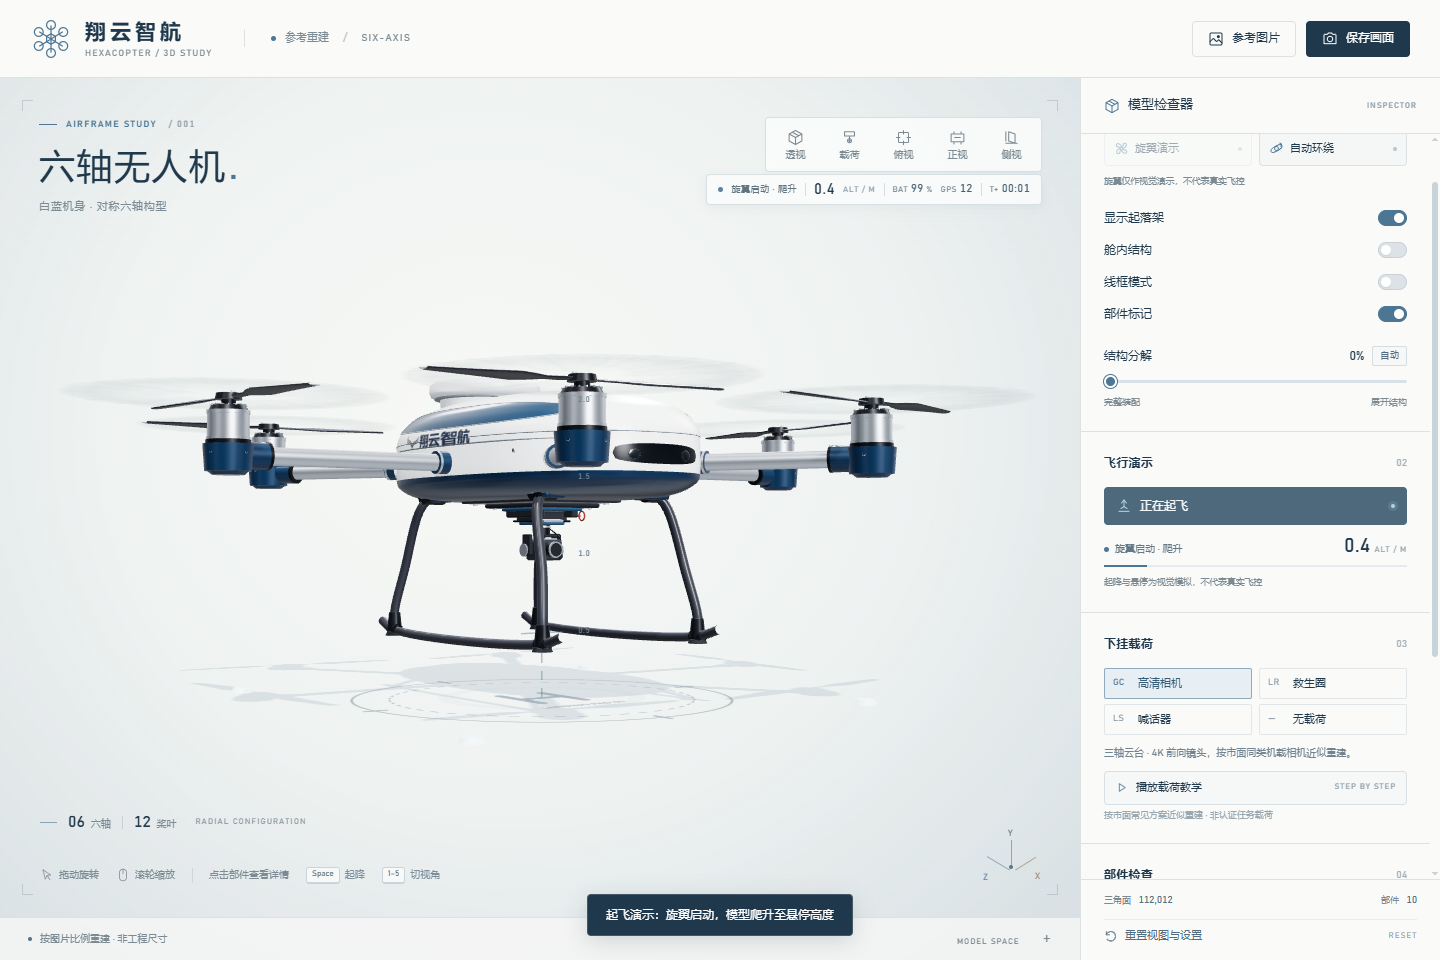 翔云智航
HEXACOPTER / 3D STUDY
参考重建 / SIX-AXIS
参考图片
保存画面
AIRFRAME STUDY / 001
六轴无人机.
白蓝机身 · 对称六轴构型
透视 载荷 俯视 正视 侧视
旋翼启动 · 爬升 0.4 ALT / M BAT 99 % GPS 12 T+ 00:01
翔云智航
2.0
1.5
1.0
0.5
06 六轴 12 桨叶 RADIAL CONFIGURATION
拖动旋转 滚轮缩放 点击部件查看详情 Space 起降 1-5 切视角
Y
Z X
按图片比例重建 · 非工程尺寸
MODEL SPACE +
起飞演示：旋翼启动，模型爬升至悬停高度
模型检查器 INSPECTOR
旋翼演示 自动环绕
旋翼仅作视觉演示，不代表真实飞控
显示起落架
舱内结构
线框模式
部件标记
结构分解 0% 自动
完整装配 展开结构
飞行演示 02
正在起飞
旋翼启动 · 爬升 0.4 ALT / M
起降与悬停为视觉模拟，不代表真实飞控
下挂载荷 03
GC 高清相机
LR 救生圈
LS 喊话器
— 无载荷
三轴云台 · 4K 前向镜头，按市面同类机载相机近似重建。
播放载荷教学 STEP BY STEP
按市面常见方案近似重建 · 非认证任务载荷
部件检查 04
三角面 112,012 部件 10
重置视图与设置 RESET